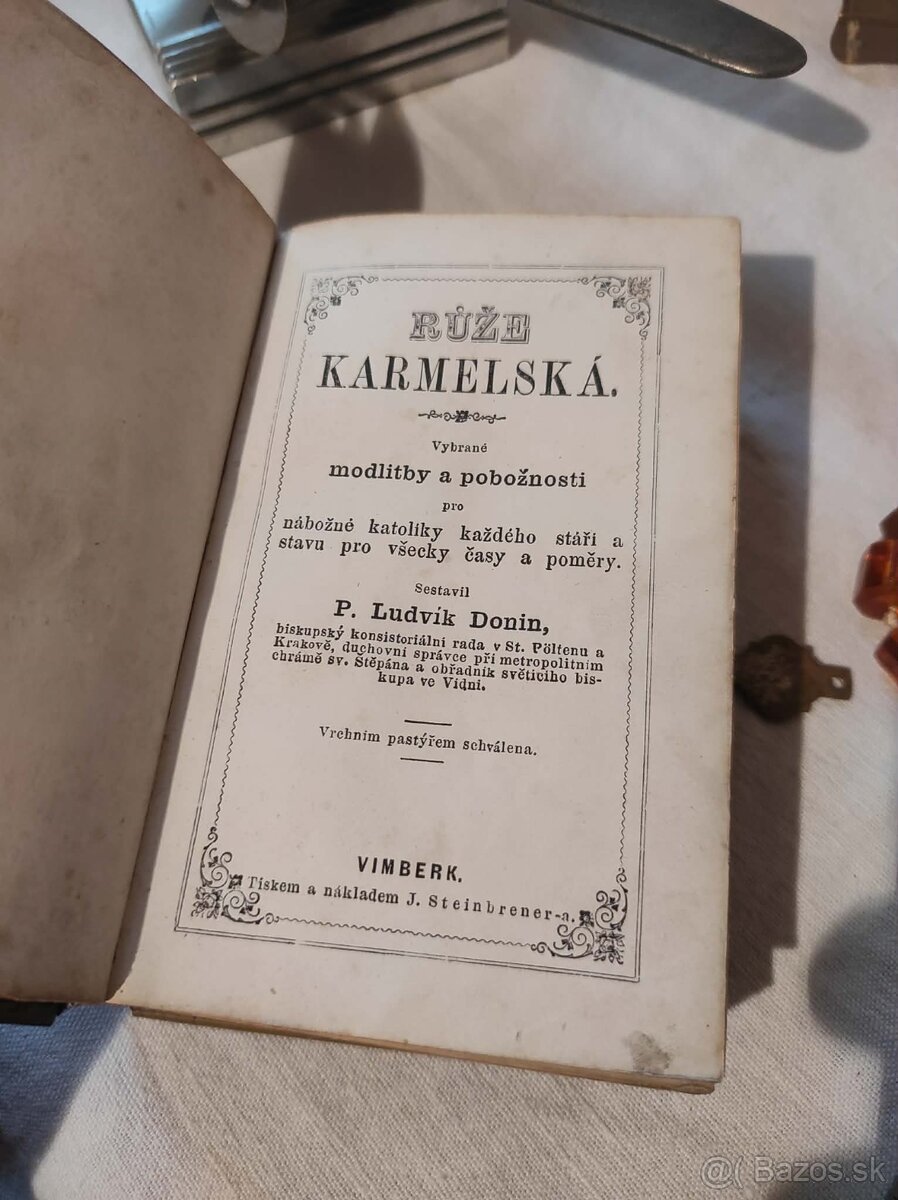 RŮŽE
KARMELSKÁ.
Vybrané
modlitby a pobožnosti
pro
nábožné katolíky každého stáří a
stavu pro všecky časy a poměry.
Sestavil
P. Ludvík Donin,
biskupský konsistoriální rada v St. Pöltenu a
Krakově, duchovní správce při metropolitním
chrámě sv. Štěpána a obřadník světícího bis-
kupa ve Vídni.
Vrchním pastýřem schválena.
VIMBERK.
Tiskem a nákladem J. Steinbrener-a.
@( Bazos.sk